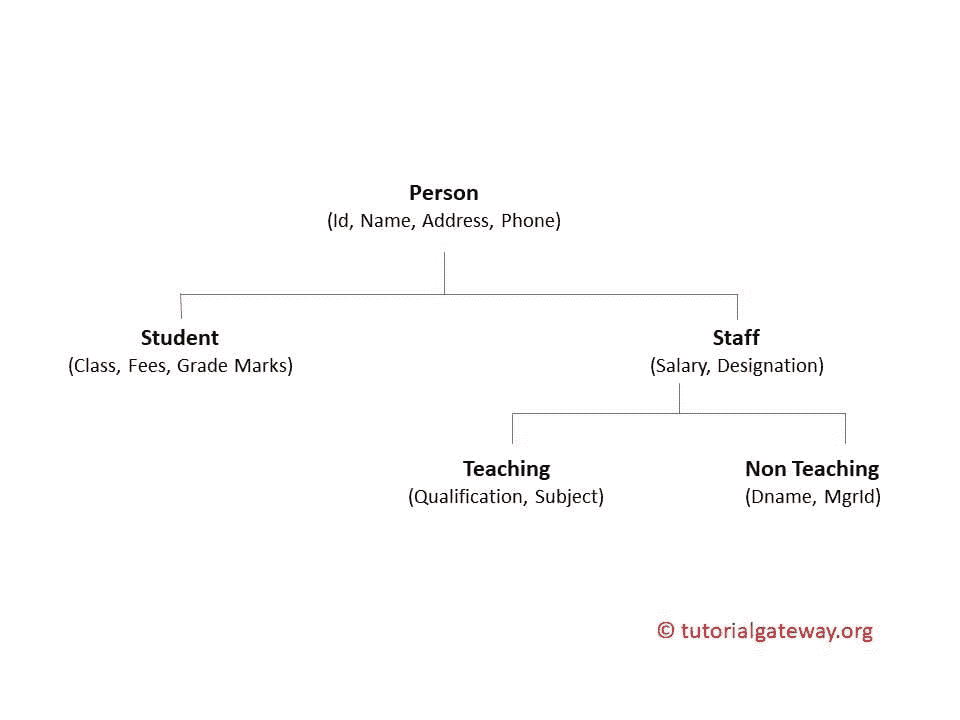 Person
(Id, Name, Address, Phone)
Student
(Class, Fees, Grade Marks)
Staff
(Salary, Designation)
Teaching
(Qualification, Subject)
Non Teaching
(Dname, MgrId)
© tutorialgateway.org